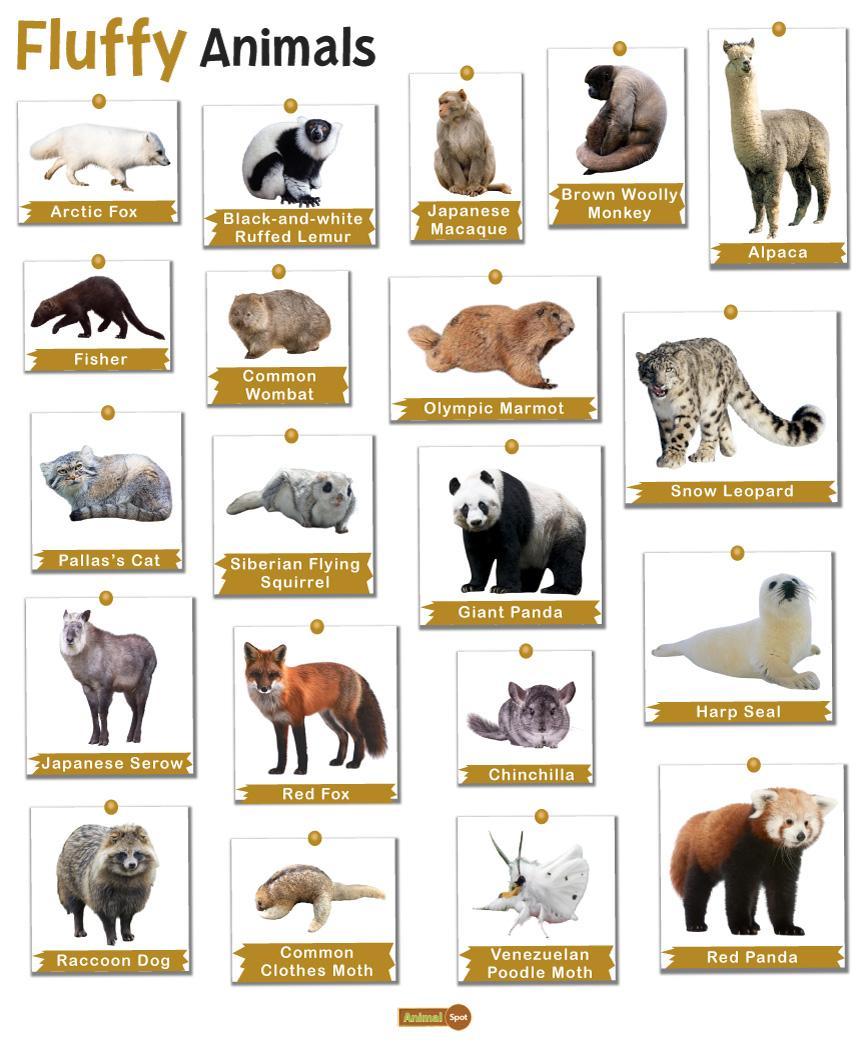 Fluffy Animals
Arctic Fox
Black-and-white
Ruffed Lemur
Japanese
Macaque
Brown Woolly
Monkey
Alpaca
Fisher
Common
Wombat
Olympic Marmot
Snow Leopard
Pallas's Cat
Siberian Flying
Squirrel
Giant Panda
Harp Seal
Japanese Serow
Red Fox
Chinchilla
Raccoon Dog
Common
Clothes Moth
Venezuelan
Poodle Moth
Red Panda
Animal Spot